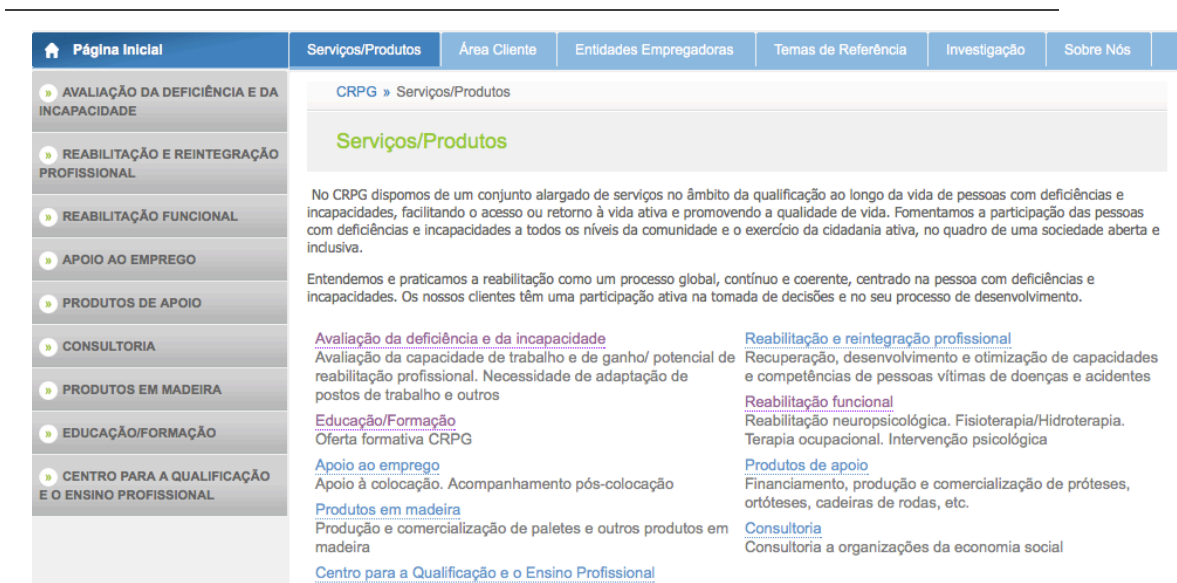 Página Inicial
Serviços/Produtos
Área Cliente
Entidades Empregadoras
Temas de Referência
Investigação
Sobre Nós
» AVALIAÇÃO DA DEFICIÊNCIA E DA
INCAPACIDADE
» REABILITAÇÃO E REINTEGRAÇÃO
PROFISSIONAL
» REABILITAÇÃO FUNCIONAL
» APOIO AO EMPREGO
» PRODUTOS DE APOIO
» CONSULTORIA
» PRODUTOS EM MADEIRA
» EDUCAÇÃO/FORMAÇÃO
» CENTRO PARA A QUALIFICAÇÃO
E O ENSINO PROFISSIONAL
CRPG » Serviços/Produtos
Serviços/Produtos
No CRPG dispomos de um conjunto alargado de serviços no âmbito da qualificação ao longo da vida de pessoas com deficiências e
incapacidades, facilitando o acesso ou retorno à vida ativa e promovendo a qualidade de vida. Fomentamos a participação das pessoas
com deficiências e incapacidades a todos os níveis da comunidade e o exercício da cidadania ativa, no quadro de uma sociedade aberta e
inclusiva.
Entendemos e praticamos a reabilitação como um processo global, contínuo e coerente, centrado na pessoa com deficiências e
incapacidades. Os nossos clientes têm uma participação ativa na tomada de decisões e no seu processo de desenvolvimento.
Avaliação da deficiência e da incapacidade
Avaliação da capacidade de trabalho e de ganho/ potencial de
reabilitação profissional. Necessidade de adaptação de
postos de trabalho e outros
Educação/Formação
Oferta formativa CRPG
Apoio ao emprego
Apoio à colocação. Acompanhamento pós-colocação
Produtos em madeira
Produção e comercialização de paletes e outros produtos em
madeira
Centro para a Qualificação e o Ensino Profissional
Reabilitação e reintegração profissional
Recuperação, desenvolvimento e otimização de capacidades
e competências de pessoas vítimas de doenças e acidentes
Reabilitação funcional
Reabilitação neuropsicológica. Fisioterapia/Hidroterapia.
Terapia ocupacional. Intervenção psicológica
Produtos de apoio
Financiamento, produção e comercialização de próteses,
ortóteses, cadeiras de rodas, etc.
Consultoria
Consultoria a organizações da economia social